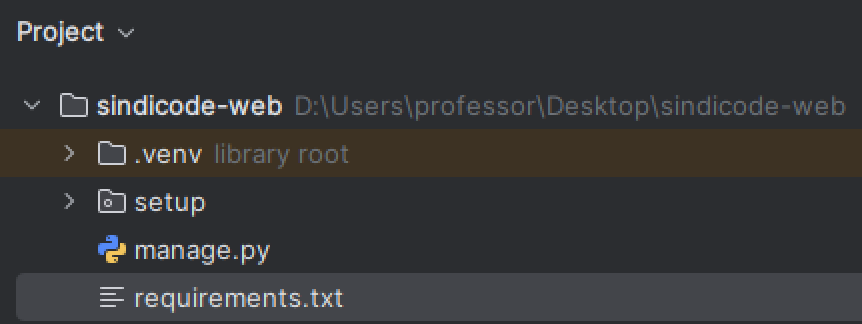 Project
sindicode-web D:\Users\professor\Desktop\sindicode-web
.venv library root
setup
manage.py
requirements.txt